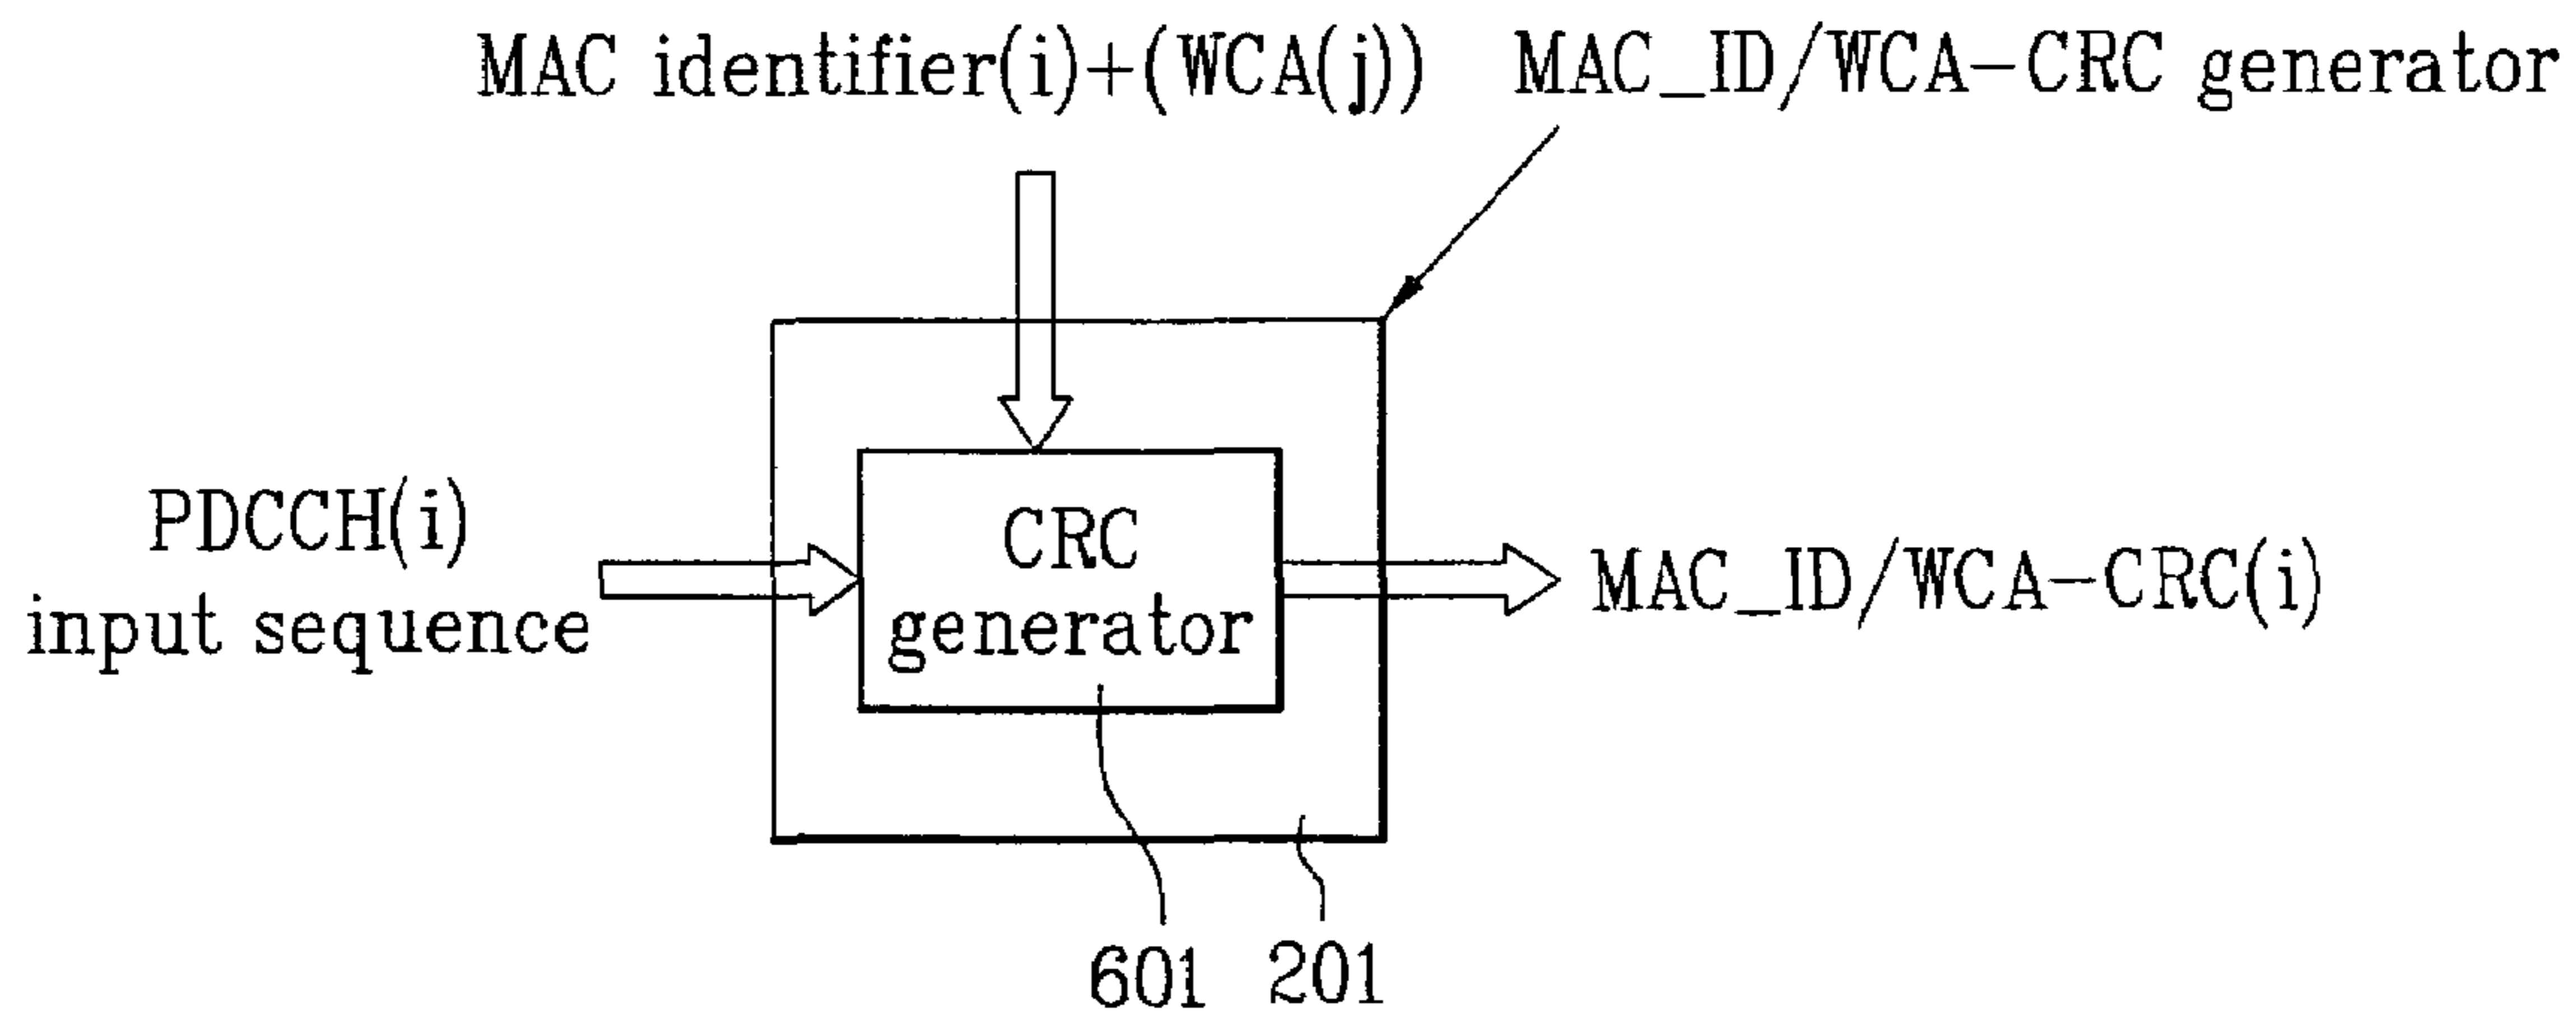 MAC identifier(i)+(WCA(j))
MAC_ID/WCA-CRC generator
PDCCH(i)
input sequence
CRC
generator
MAC_ID/WCA-CRC(i)
601
201